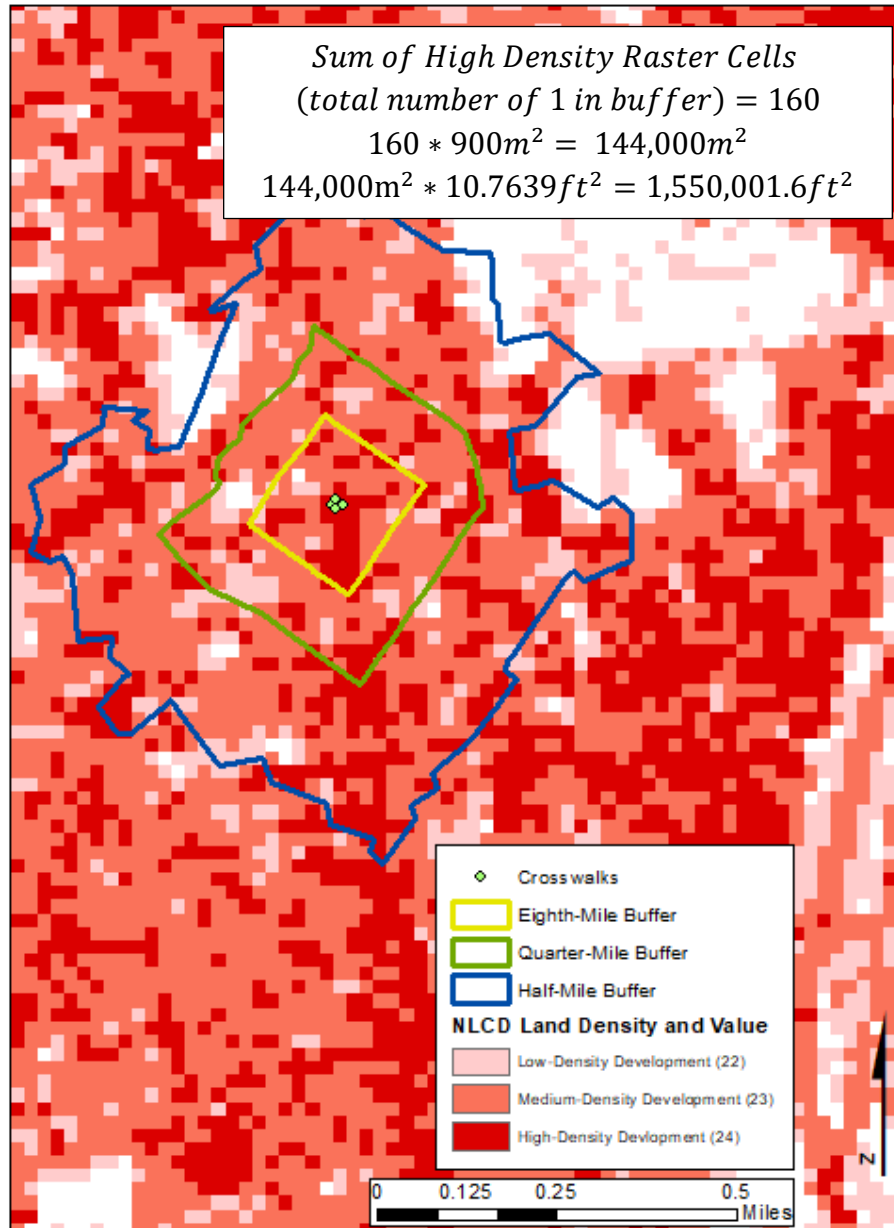 Sum of High Density Raster Cells
(total number of 1 in buffer) = 160
160 * 900m² = 144,000m²
144,000m² * 10.7639ft² = 1,550,001.6ft²
Crosswalks
Eighth-Mile Buffer
Quarter-Mile Buffer
Half-Mile Buffer
NLCD Land Density and Value
Low-Density Development (22)
Medium-Density Development (23)
High-Density Devlopment (24)
N
0 0.125 0.25 0.5
Miles